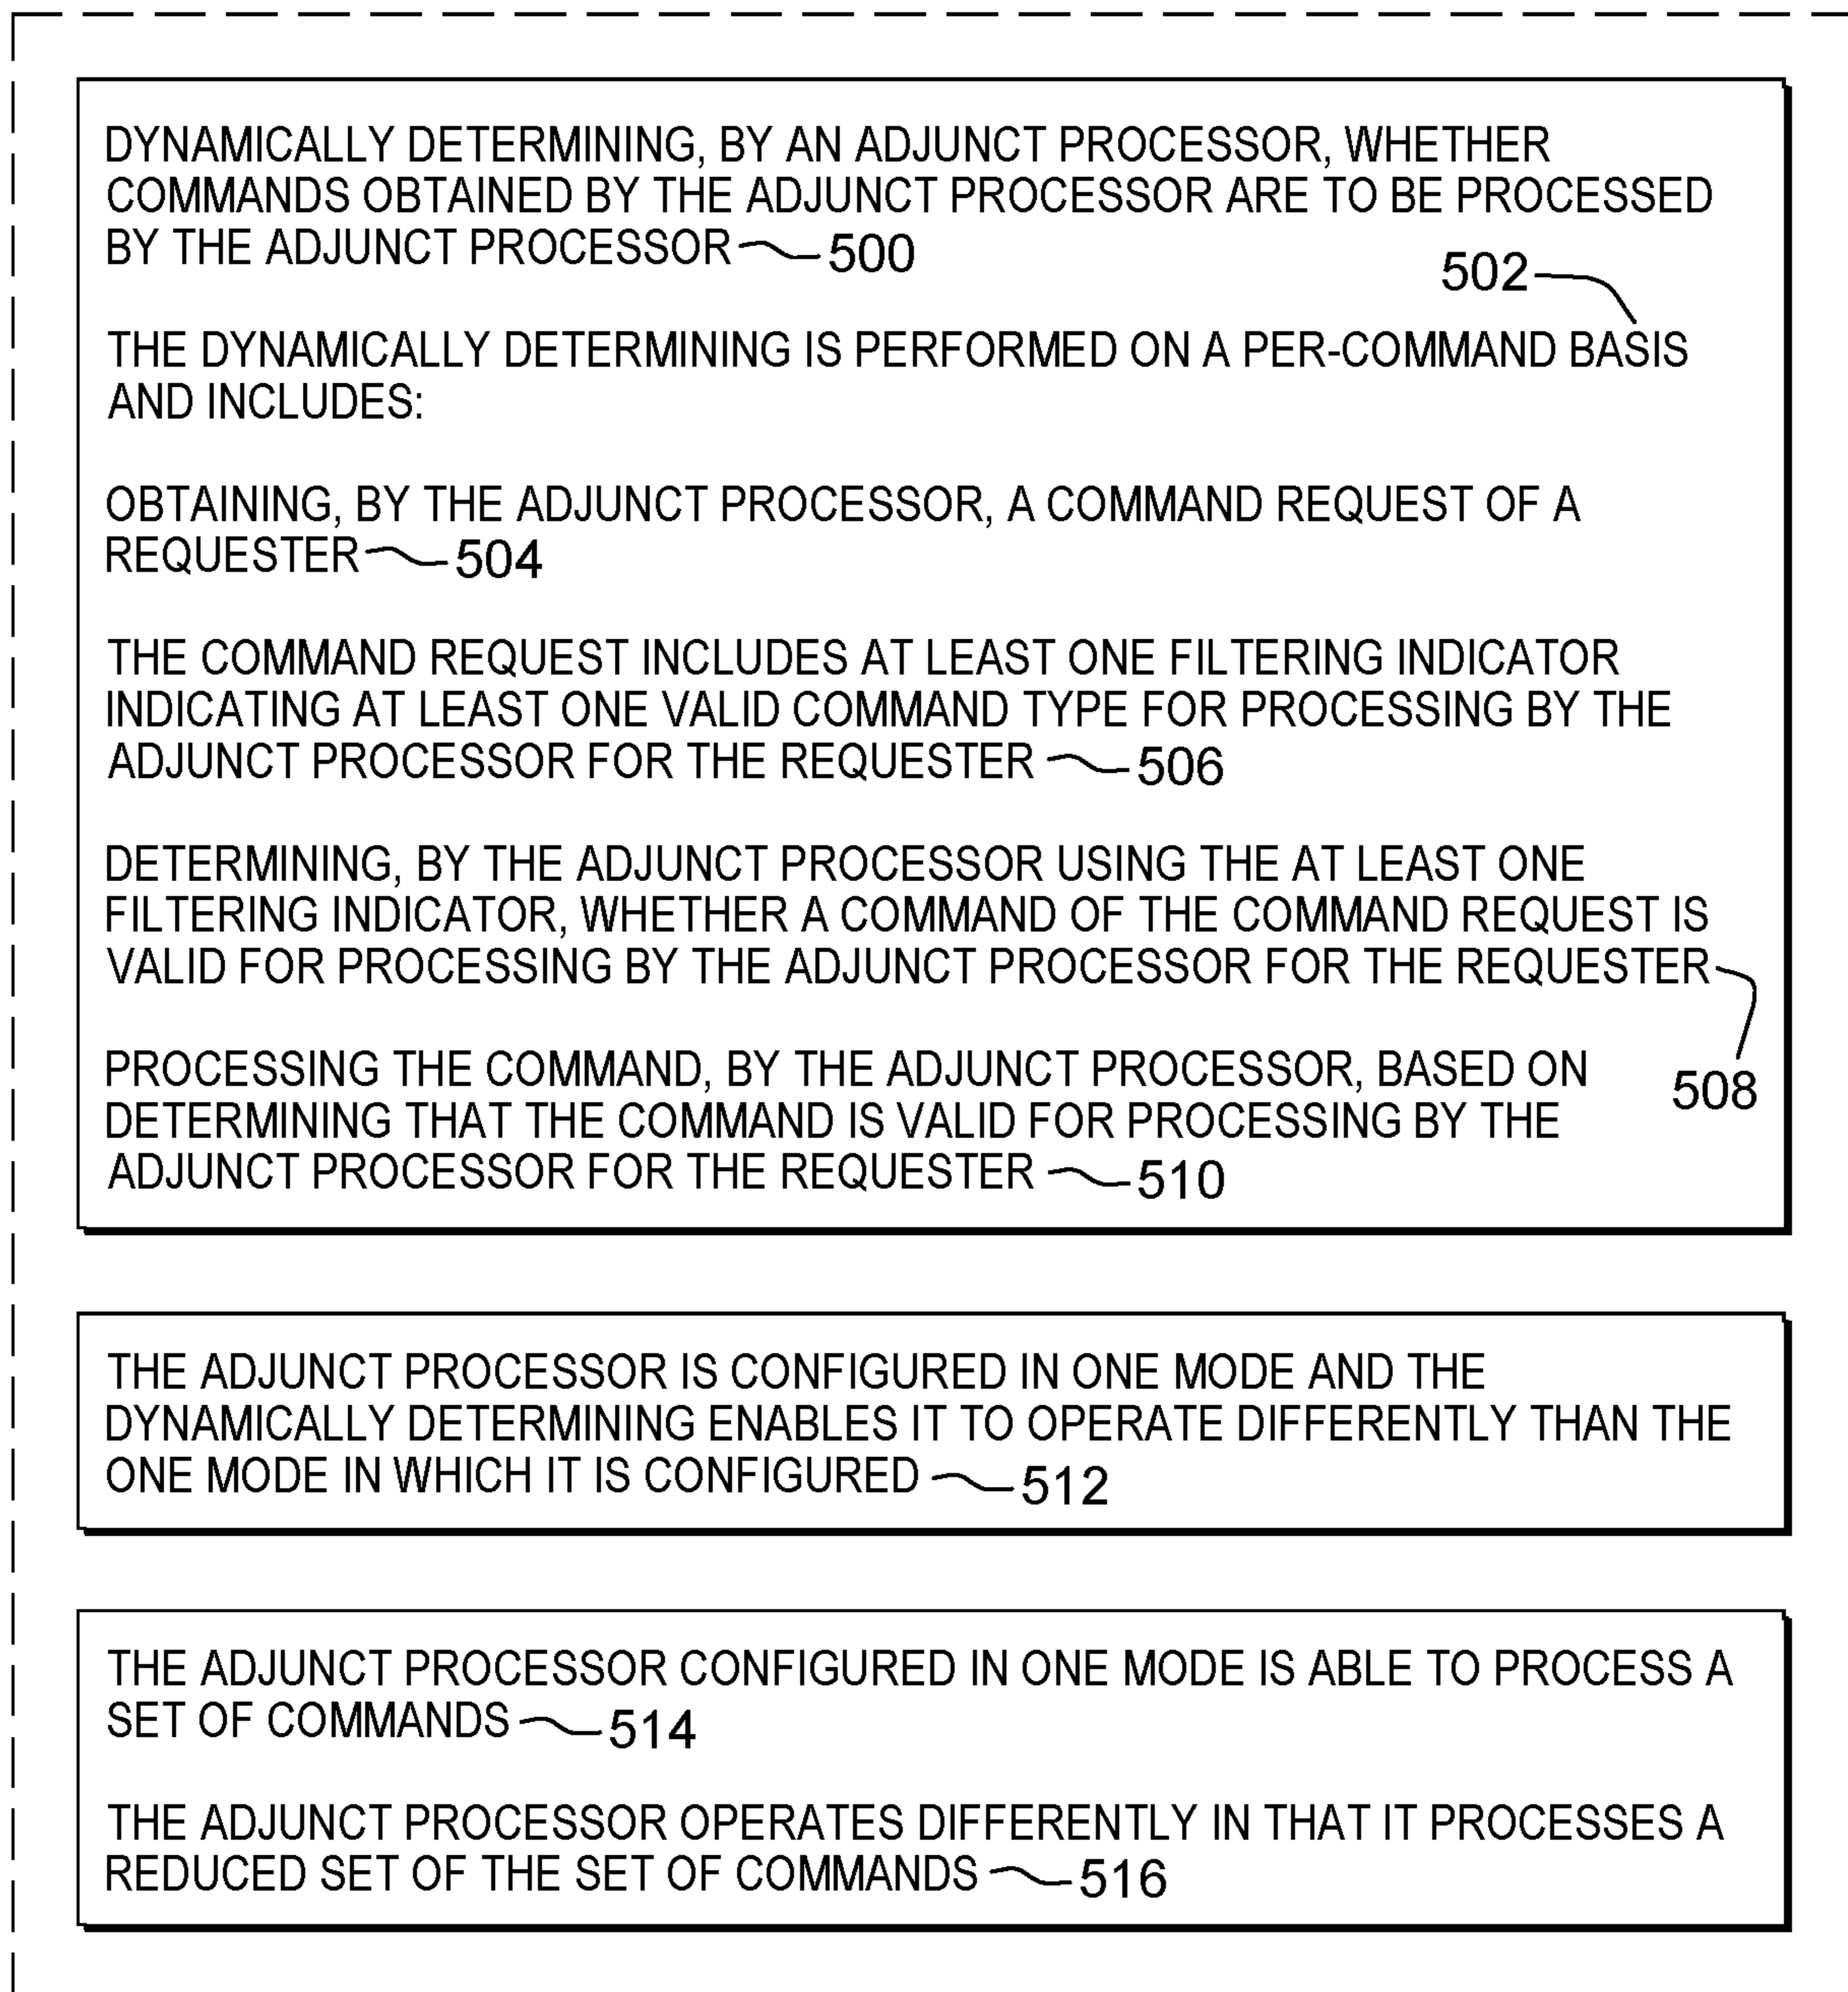 DYNAMICALLY DETERMINING, BY AN ADJUNCT PROCESSOR, WHETHER
COMMANDS OBTAINED BY THE ADJUNCT PROCESSOR ARE TO BE PROCESSED
BY THE ADJUNCT PROCESSOR 500
502
THE DYNAMICALLY DETERMINING IS PERFORMED ON A PER-COMMAND BASIS
AND INCLUDES:
OBTAINING, BY THE ADJUNCT PROCESSOR, A COMMAND REQUEST OF A
REQUESTER 504
THE COMMAND REQUEST INCLUDES AT LEAST ONE FILTERING INDICATOR
INDICATING AT LEAST ONE VALID COMMAND TYPE FOR PROCESSING BY THE
ADJUNCT PROCESSOR FOR THE REQUESTER 506
DETERMINING, BY THE ADJUNCT PROCESSOR USING THE AT LEAST ONE
FILTERING INDICATOR, WHETHER A COMMAND OF THE COMMAND REQUEST IS
VALID FOR PROCESSING BY THE ADJUNCT PROCESSOR FOR THE REQUESTER
508
PROCESSING THE COMMAND, BY THE ADJUNCT PROCESSOR, BASED ON
DETERMINING THAT THE COMMAND IS VALID FOR PROCESSING BY THE
ADJUNCT PROCESSOR FOR THE REQUESTER 510
THE ADJUNCT PROCESSOR IS CONFIGURED IN ONE MODE AND THE
DYNAMICALLY DETERMINING ENABLES IT TO OPERATE DIFFERENTLY THAN THE
ONE MODE IN WHICH IT IS CONFIGURED 512
THE ADJUNCT PROCESSOR CONFIGURED IN ONE MODE IS ABLE TO PROCESS A
SET OF COMMANDS 514
THE ADJUNCT PROCESSOR OPERATES DIFFERENTLY IN THAT IT PROCESSES A
REDUCED SET OF THE SET OF COMMANDS 516